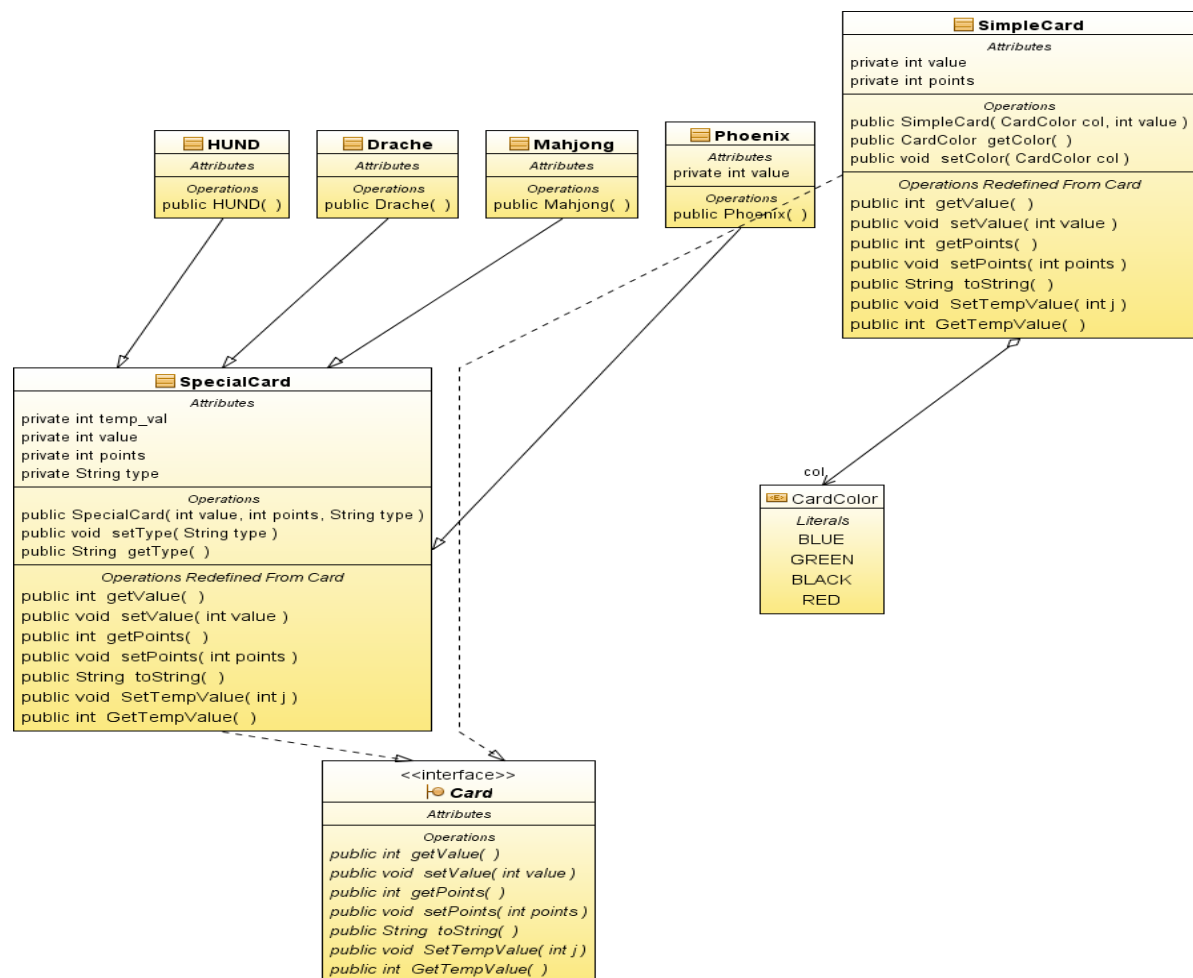 SimpleCard
Attributes
private int value
private int points
Operations
public SimpleCard( CardColor col, int value )
public CardColor getColor( )
public void setColor( CardColor col )
Operations Redefined From Card
public int getValue( )
public void setValue( int value )
public int getPoints( )
public void setPoints( int points )
public String toString( )
public void SetTempValue( int j )
public int GetTempValue( )
HUND
Attributes
Operations
public HUND( )
Drache
Attributes
Operations
public Drache( )
Mahjong
Attributes
Operations
public Mahjong( )
Phoenix
Attributes
private int value
Operations
public Phoenix( )
SpecialCard
Attributes
private int temp_val
private int value
private int points
private String type
Operations
public SpecialCard( int value, int points, String type )
public void setType( String type )
public String getType( )
Operations Redefined From Card
public int getValue( )
public void setValue( int value )
public int getPoints( )
public void setPoints( int points )
public String toString( )
public void SetTempValue( int j )
public int GetTempValue( )
col
<E> CardColor
Literals
BLUE
GREEN
BLACK
RED
<<interface>>
Card
Attributes
Operations
public int getValue( )
public void setValue( int value )
public int getPoints( )
public void setPoints( int points )
public String toString( )
public void SetTempValue( int j )
public int GetTempValue( )